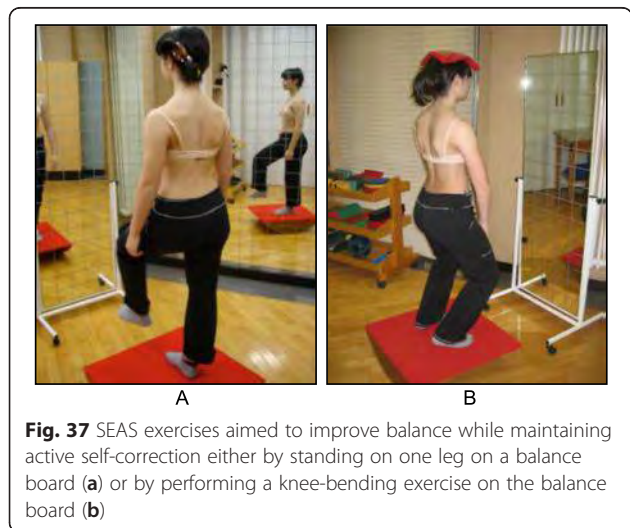 A B
Fig. 37 SEAS exercises aimed to improve balance while maintaining
active self-correction either by standing on one leg on a balance
board (a) or by performing a knee-bending exercise on the balance
board (b)